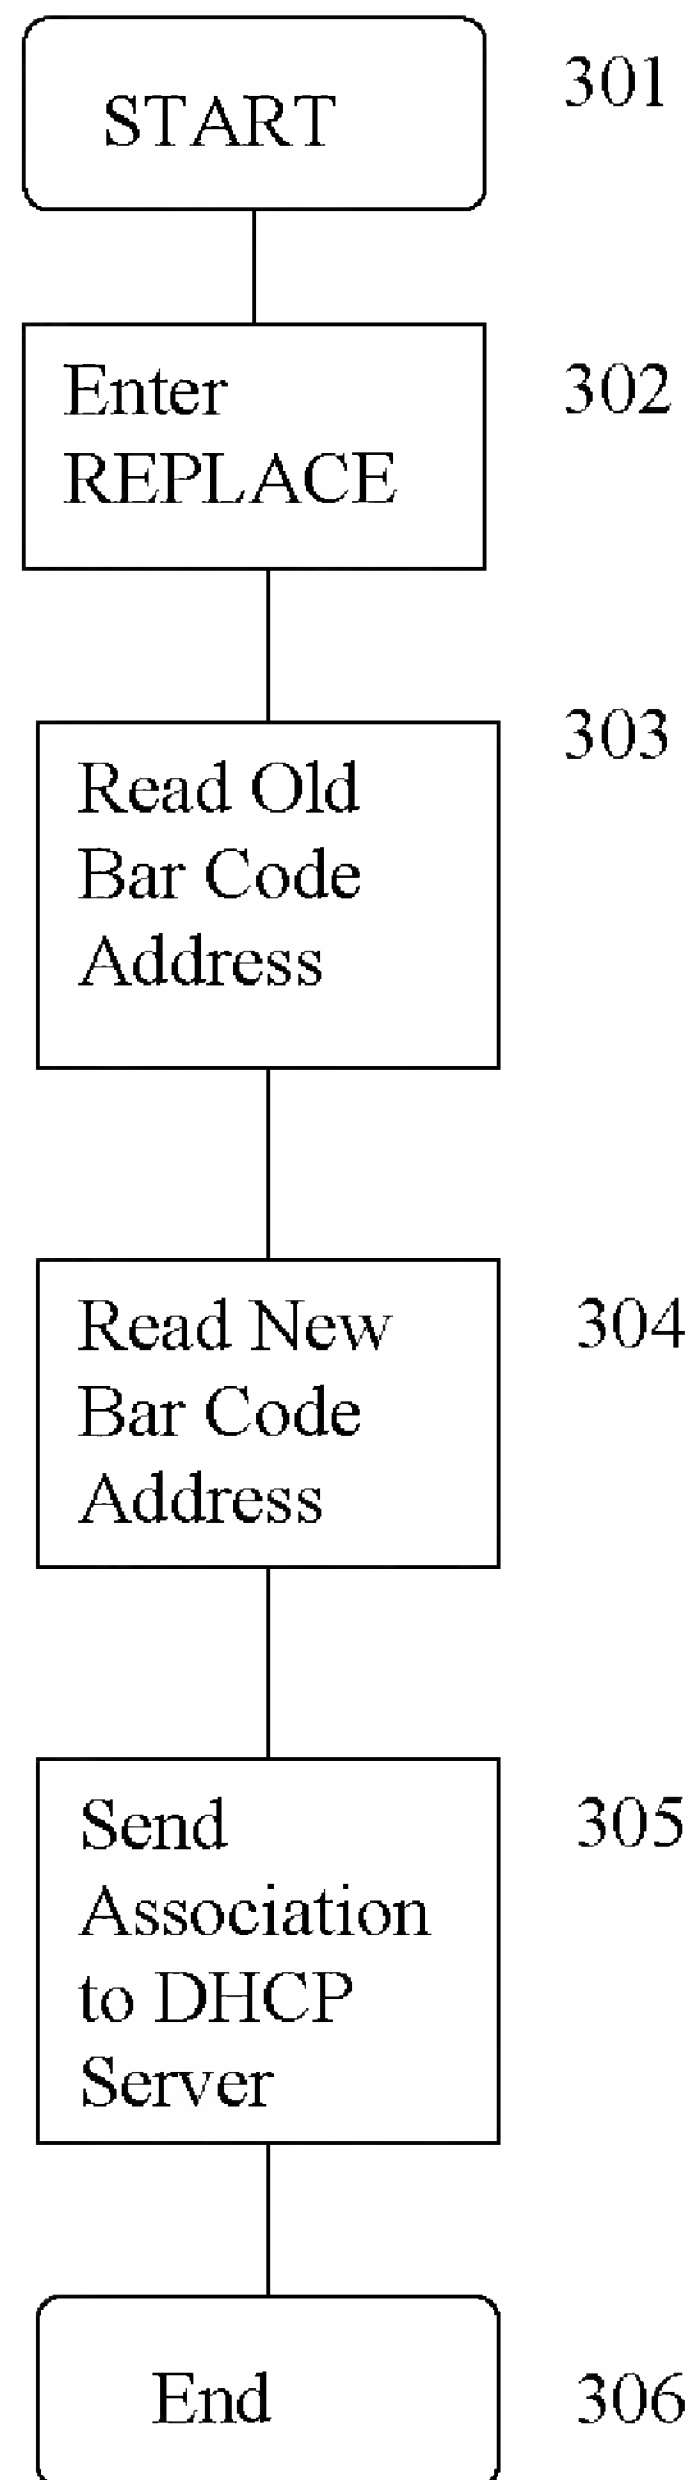 START
301
Enter
REPLACE
302
303
Read Old
Bar Code
Address
Read New
Bar Code
Address
304
Send
Association
to DHCP
Server
305
End
306